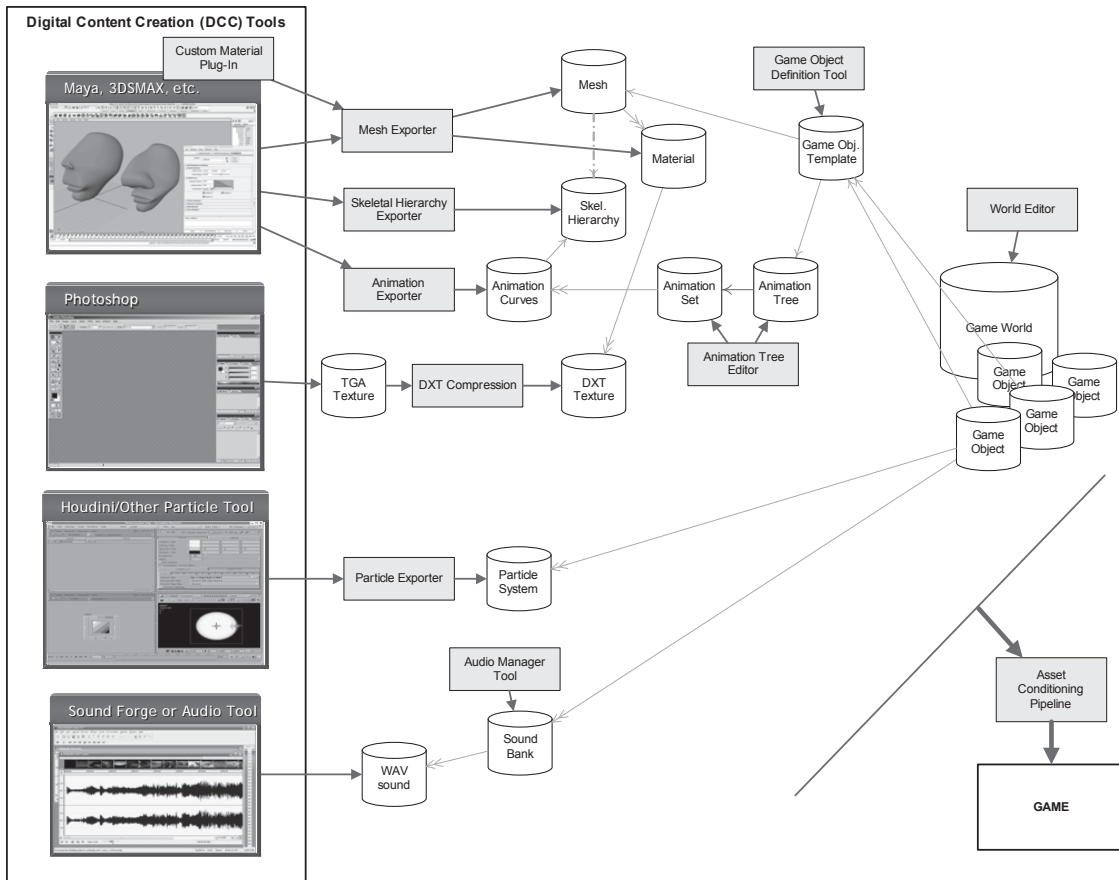 Digital Content Creation (DCC) Tools
Custom Material
Plug-In
Maya, 3DSMAX, etc.
Mesh Exporter
Mesh
Material
Game Object
Definition Tool
Game Obj.
Template
Skeletal Hierarchy
Exporter
Skel.
Hierarchy
World Editor
Animation
Exporter
Animation
Curves
Animation
Set
Animation
Tree
Game World
Photoshop
Animation Tree
Editor
TGA
Texture
DXT Compression
DXT
Texture
Game
Object
Game
Object
Game
Object
Game
Object
Houdini/Other Particle Tool
Particle Exporter
Particle
System
Audio Manager
Tool
Asset
Conditioning
Pipeline
Sound Forge or Audio Tool
Sound
Bank
WAV
sound
GAME